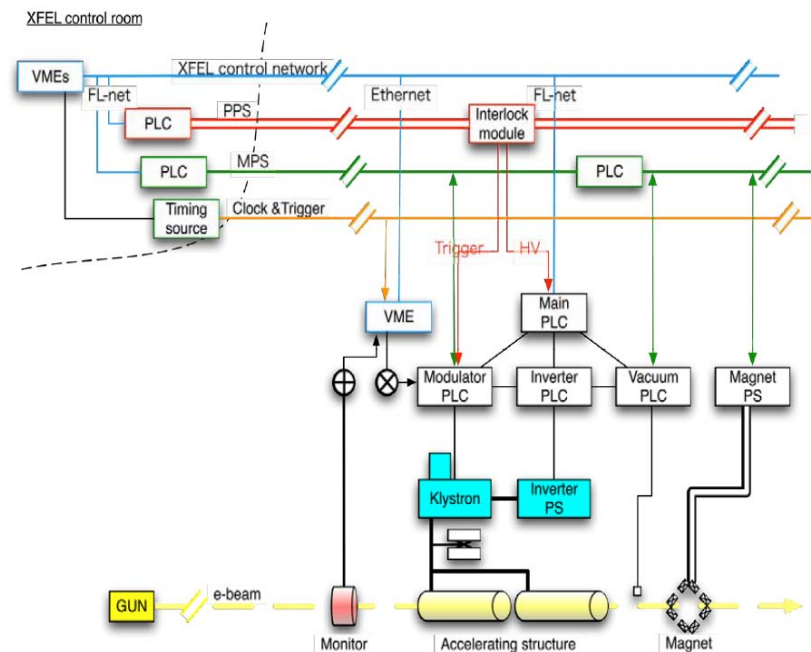 XFEL control room
VMEs
XFEL control network
FL-net
Ethernet
FL-net
PLC
PPS
Interlock
module
PLC
MPS
PLC
Timing
source
Clock &Trigger
Trigger
HV
VME
Main
PLC
Modulator
PLC
Inverter
PLC
Vacuum
PLC
Magnet
PS
Klystron
Inverter
PS
GUN
e-beam
Monitor
Accelerating structure
Magnet